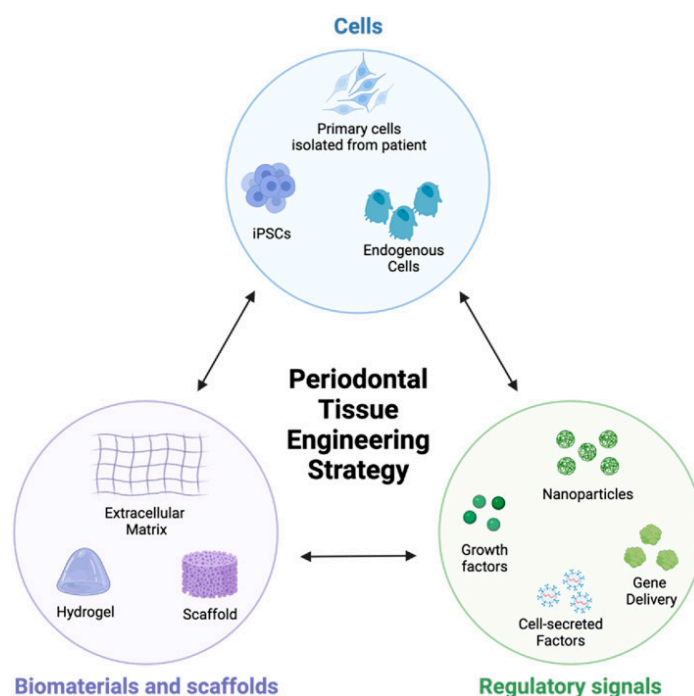 Cells
Primary cells
isolated from patient
iPSCs
Endogenous
Cells
Periodontal
Tissue
Engineering
Strategy
Extracellular
Matrix
Hydrogel
Scaffold
Biomaterials and scaffolds
Nanoparticles
Growth
factors
Gene
Delivery
Cell-secreted
Factors
Regulatory signals